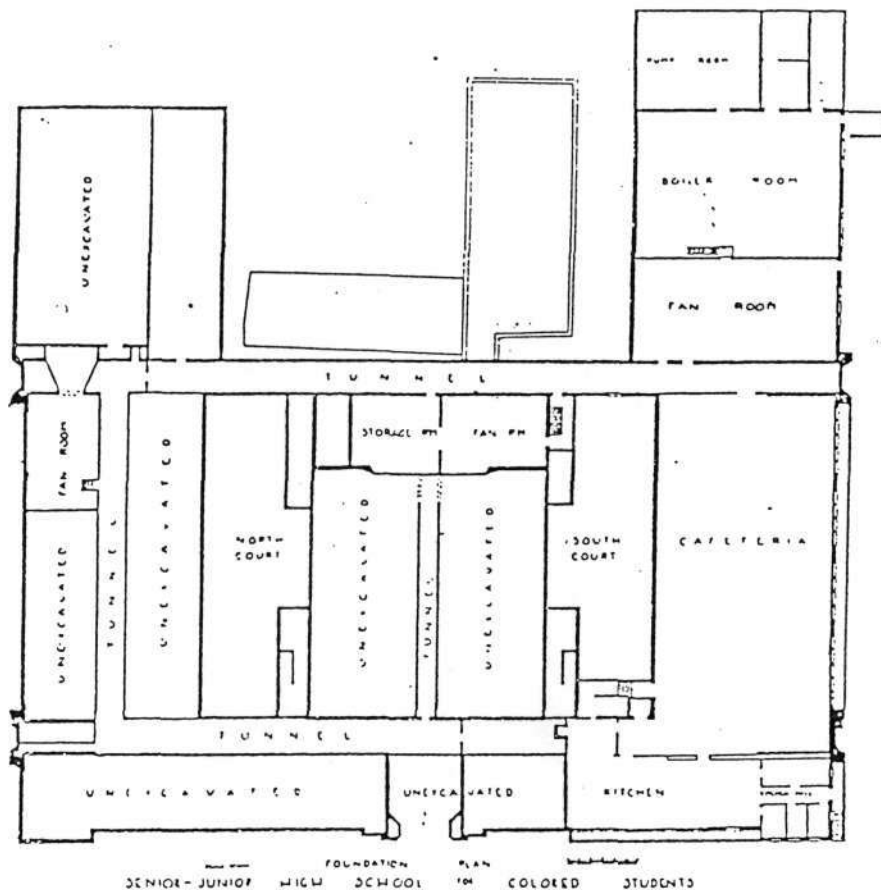 PUMP ROOM
BOILER ROOM
UNEXCAVATED
FAN ROOM
TUNNEL
STORAGE RM
FAN RM
FAN ROOM
TUNNEL
UNEXCAVATED
NORTH
COURT
UNEXCAVATED
TUNNEL
UNEXCAVATED
SOUTH
COURT
CAFETERIA
UNEXCAVATED
TUNNEL
UNEXCAVATED
UNEXCAVATED
KITCHEN
FOUNDATION PLAN
SENIOR-JUNIOR HIGH SCHOOL FOR COLORED STUDENTS